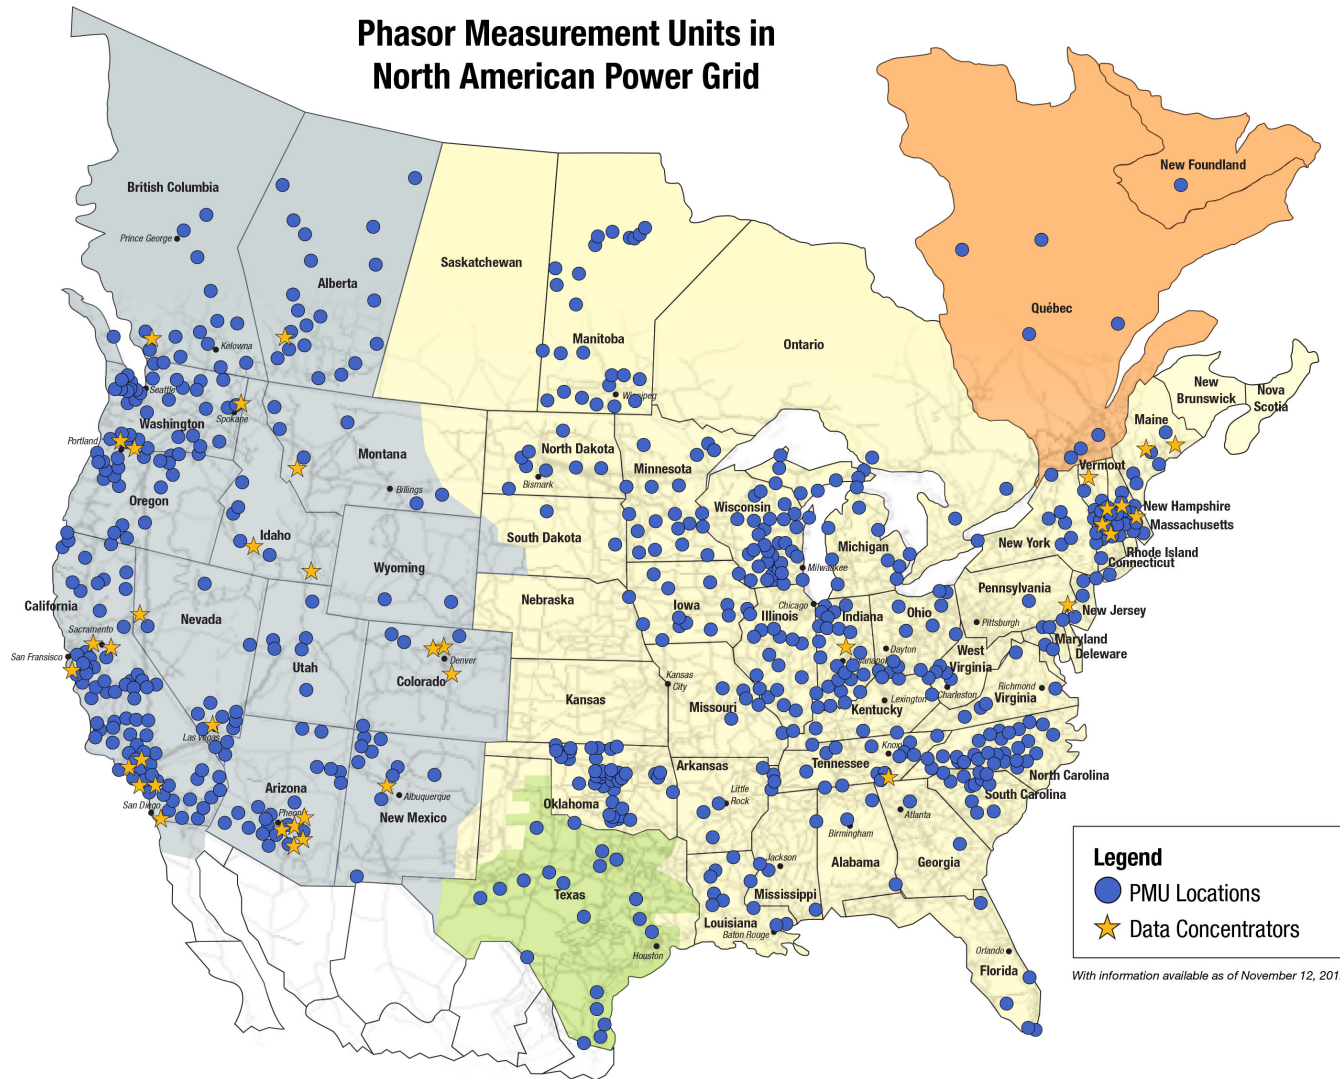 Phasor Measurement Units in
North American Power Grid
New Foundland
British Columbia
Prince George
Saskatchewan
Alberta
Québec
Manitoba
Ontario
Kelowna
New
Brunswick
Nova
Scotia
Seattle
Winnipeg
Maine
Spokane
Washington
Portland
Montana
North Dakota
Minnesota
Vermont
Bismark
Billings
Oregon
Wisconsin
New Hampshire
Massachusetts
Idaho
South Dakota
New York
Michigan
Rhode Island
Connecticut
Wyoming
Milwaukee
Pennsylvania
California
Nevada
Nebraska
Iowa
Chicago
Illinois
Indiana
Ohio
New Jersey
Sacramento
Pittsburgh
San Fransisco
Maryland
Deleware
Denver
Dayton
West
Virginia
Utah
Colorado
Kansas
City
Richmond
Virginia
Charleston
Kansas
Missouri
Lexington
Kentucky
Las Vegas
Knox
Tennessee
Arkansas
North Carolina
Arizona
Little
Rock
South Carolina
Albuquerque
Oklahoma
San Diego
New Mexico
Atlanta
Birmingham
Jackson
Alabama
Georgia
Texas
Mississippi
Louisiana
Baton Rouge
Houston
Orlando
Florida
Legend
PMU Locations
Data Concentrators
With information available as of November 12, 201